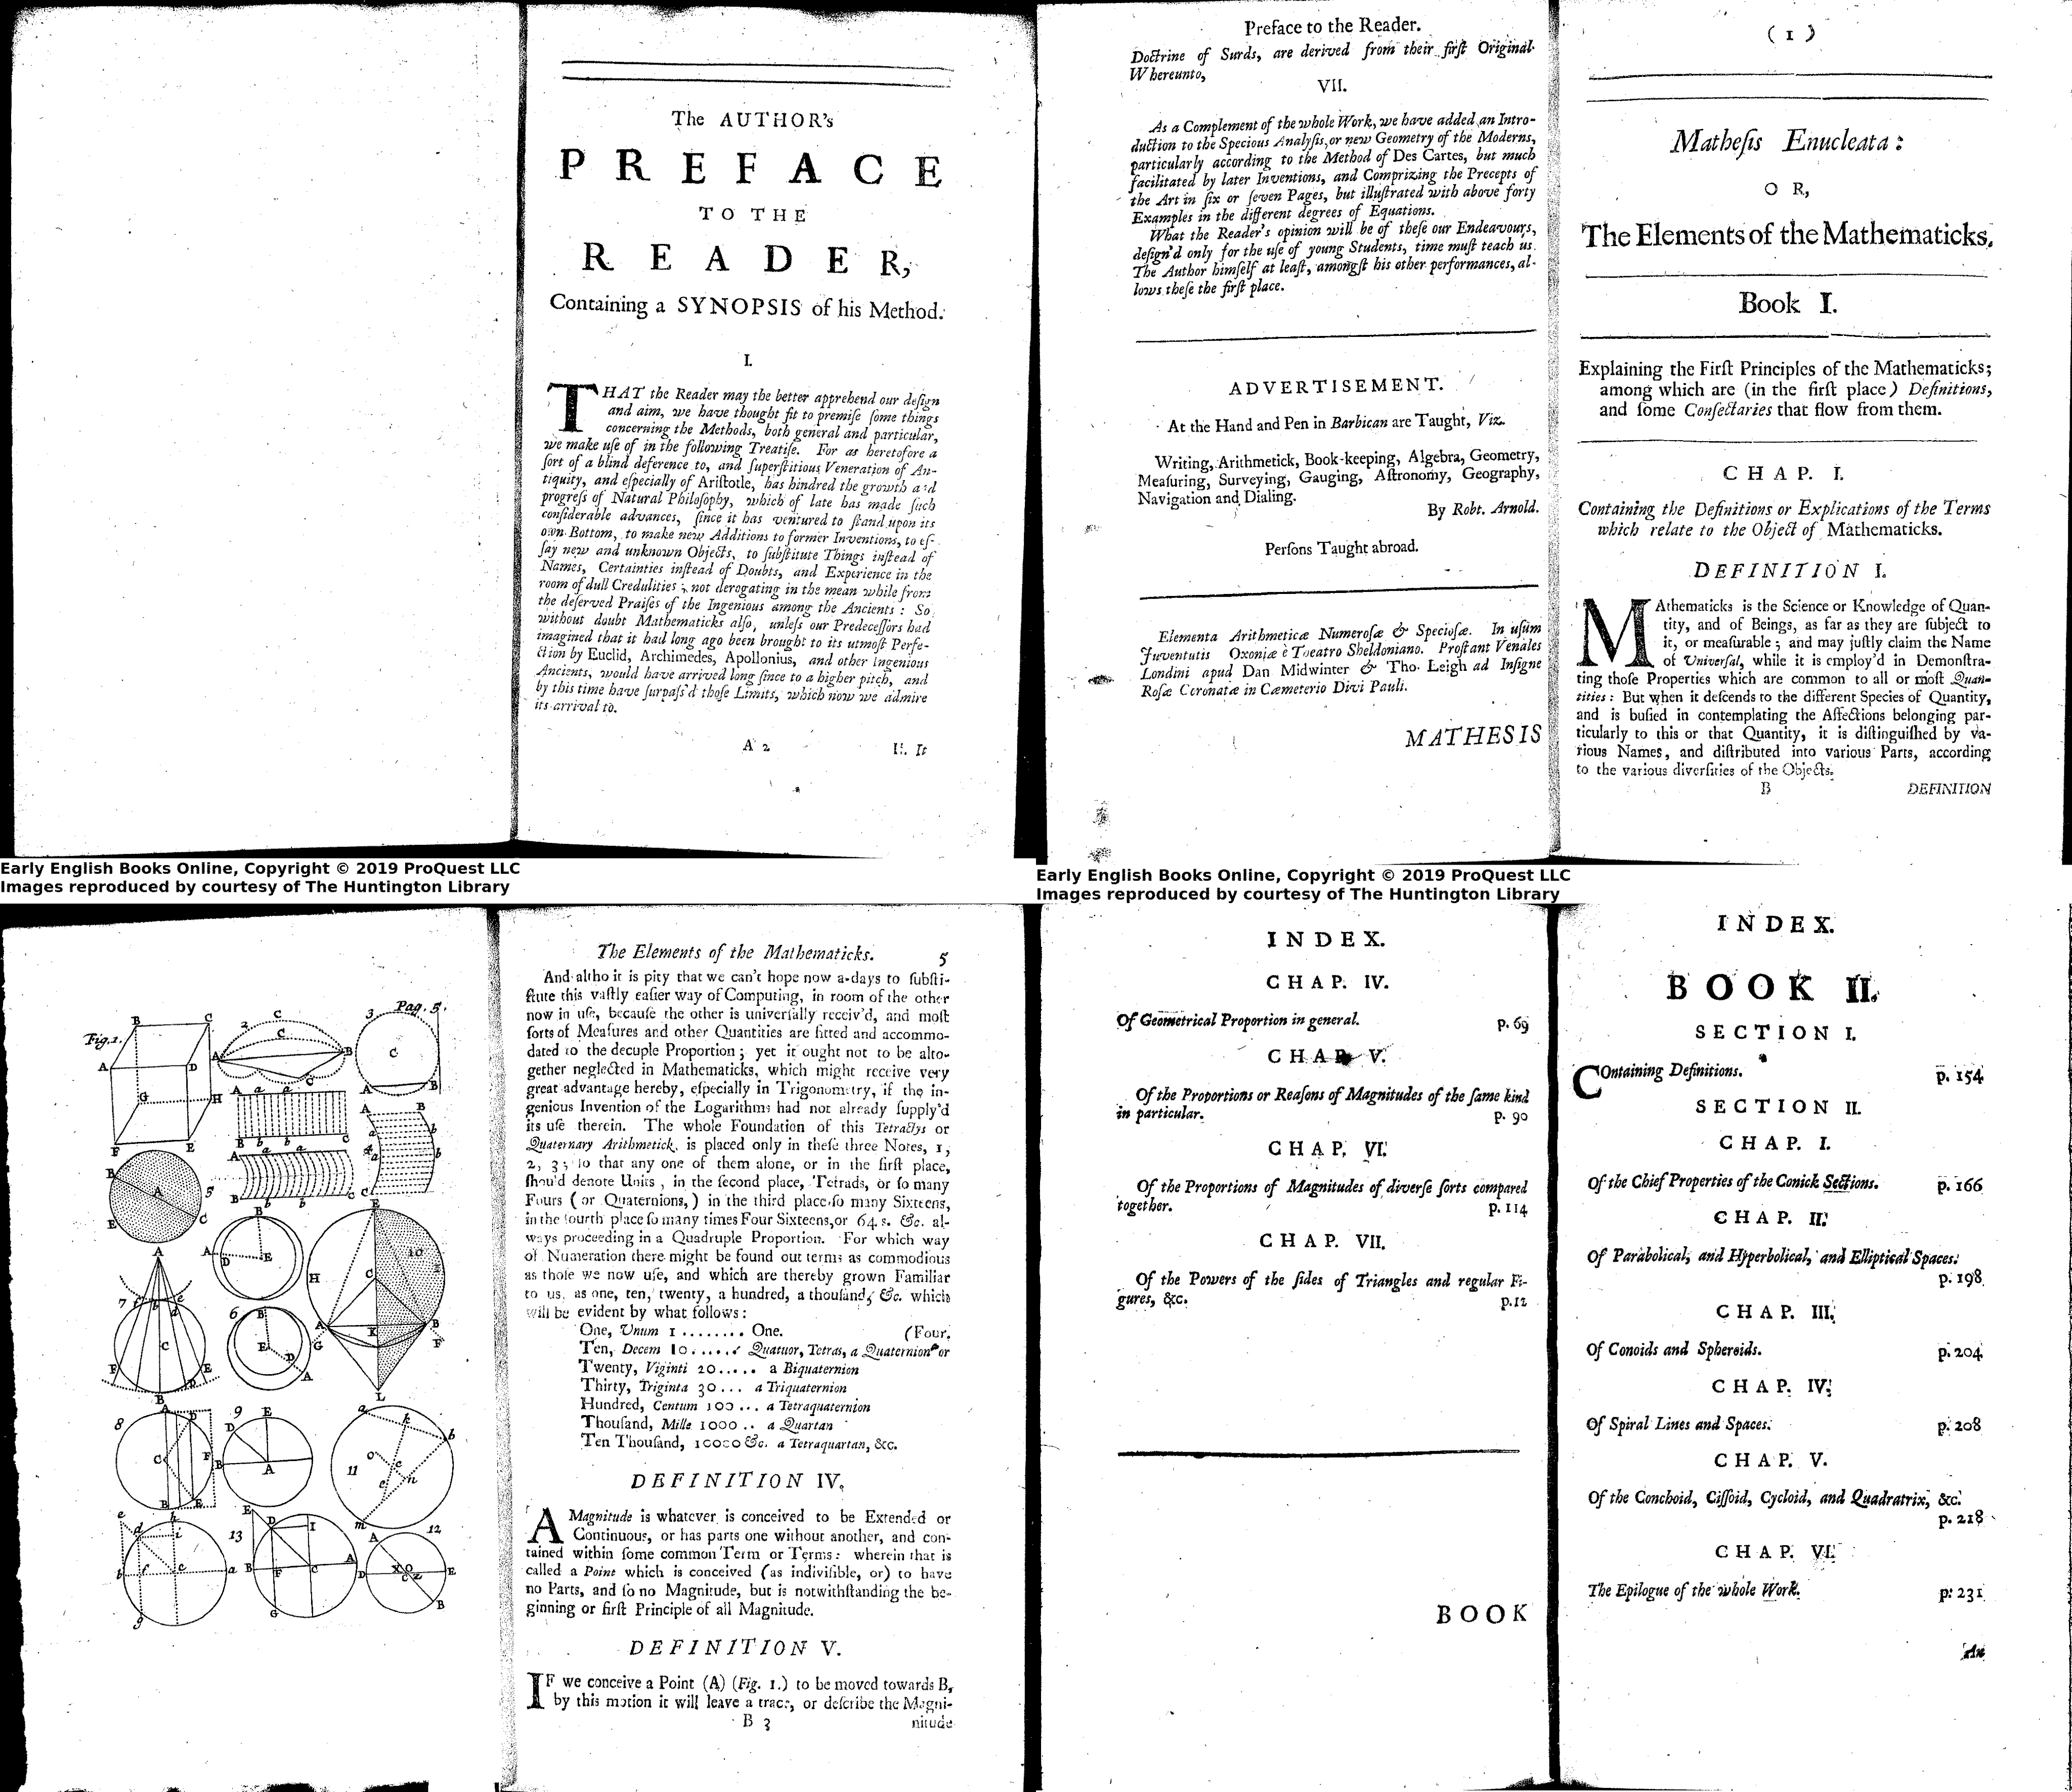 The AUTHOR's
PREFACE
TO THE
READER,
Containing a SYNOPSIS of his Method.
I.
THAT the Reader may the better apprehend our deſign
and aim, we have thought fit to premiſe ſome things
concerning the Methods, both general and particular,
we make uſe of in the following Treatiſe. For as heretofore a
ſort of a blind deference to, and ſuperſtitious Veneration of An-
tiquity, and eſpecially of Ariſtotle, has hindred the growth and
progreſs of Natural Philoſophy, which of late has made ſuch
conſiderable advances, ſince it has ventured to ſtand upon its
own Bottom, to make new Additions to former Inventions, to eſ-
ſay new and unknown Objects, to ſubſtitute Things inſtead of
Names, Certainties inſtead of Doubts, and Experience in the
room of dull Credulities; not derogating in the mean while from
the deſerved Praiſes of the Ingenious among the Ancients: So
without doubt Mathematicks alſo, unleſs our Predeceſſors had
imagined that it had long ago been brought to its utmoſt Perfe-
ction by Euclid, Archimedes, Apollonius, and other Ingenious
Ancients, would have arrived long ſince to a higher pitch, and
by this time have ſurpaſs'd thoſe Limits, which now we admire
its arrival to.
A 2 II. It
Early English Books Online, Copyright © 2019 ProQuest LLC
Images reproduced by courtesy of The Huntington Library
Preface to the Reader.
Doctrine of Surds, are derived from their firſt Original.
Whereunto,
VII.
As a Complement of the whole Work, we have added an Intro-
duction to the Specious Analyſis, or new Geometry of the Moderns,
particularly according to the Method of Des Cartes, but much
facilitated by later Inventions, and Comprizing the Precepts of
the Art in ſix or ſeven Pages, but illuſtrated with above forty
Examples in the different degrees of Equations.
What the Reader's opinion will be of theſe our Endeavours,
deſign'd only for the uſe of young Students, time muſt teach us.
The Author himſelf at leaſt, amongſt his other performances, al-
lows theſe the firſt place.
ADVERTISEMENT.
At the Hand and Pen in Barbican are Taught, Viz.
Writing, Arithmetick, Book-keeping, Algebra, Geometry,
Meaſuring, Surveying, Gauging, Aſtronomy, Geography,
Navigation and Dialing.
By Robt. Arnold.
Perſons Taught abroad.
Elementa Arithmeticæ Numeroſæ & Specioſæ. In uſum
Juventutis Oxoniæ è Theatro Sheldoniano. Proſtant Venales
Londini apud Dan Midwinter & Tho. Leigh ad Inſigne
Roſæ Coronatæ in Cæmeterio Divi Pauli.
MATHESIS
( 1 )
Matheſis Enucleata:
OR,
The Elements of the Mathematicks.
Book I.
Explaining the Firſt Principles of the Mathematicks;
among which are (in the firſt place) Definitions,
and ſome Conſectaries that flow from them.
CHAP. I.
Containing the Definitions or Explications of the Terms
which relate to the Object of Mathematicks.
DEFINITION I.
MAthematicks is the Science or Knowledge of Quan-
tity, and of Beings, as far as they are ſubject to
it, or meaſurable; and may juſtly claim the Name
of Univerſal, while it is employ'd in Demonſtra-
ting thoſe Properties which are common to all or moſt Quan-
tities: But when it deſcends to the different Species of Quantity,
and is buſied in contemplating the Affections belonging par-
ticularly to this or that Quantity, it is diſtinguiſhed by va-
rious Names, and diſtributed into various Parts, according
to the various diverſities of the Objects.
B DEFINITION
Early English Books Online, Copyright © 2019 ProQuest LLC
Images reproduced by courtesy of The Huntington Library
Pag. 5.
Fig. 1.
The Elements of the Mathematicks. 5
And altho it is pity that we can't hope now a-days to ſubſti-
ſtute this vaſtly eaſier way of Computing, in room of the other
now in uſe, becauſe the other is univerſally receiv'd, and moſt
ſorts of Meaſures and other Quantities are fitted and accommo-
dated to the decuple Proportion; yet it ought not to be alto-
gether neglected in Mathematicks, which might receive very
great advantage hereby, eſpecially in Trigonometry, if the in-
genious Invention of the Logarithms had not already ſupply'd
its uſe therein. The whole Foundation of this Tetractys or
Quaternary Arithmetick, is placed only in theſe three Notes, 1,
2, 3; ſo that any one of them alone, or in the firſt place,
ſhou'd denote Units, in the ſecond place, Tetrads, or ſo many
Fours (or Quaternions,) in the third place ſo many Sixteens,
in the fourth place ſo many times Four Sixteens, or 64 s. &c. al-
ways proceeding in a Quadruple Proportion. For which way
of Numeration there might be found out terms as commodious
as thoſe we now uſe, and which are thereby grown Familiar
to us, as one, ten, twenty, a hundred, a thouſand, &c. which
will be evident by what follows:
One, Unum 1 ........ One. (Four.
Ten, Decem 10...... Quatuor, Tetras, a Quaternion or
Twenty, Viginti 20..... a Biquaternion
Thirty, Triginta 30... a Triquaternion
Hundred, Centum 100 ... a Tetraquaternion
Thouſand, Mille 1000 .. a Quartan
Ten Thouſand, 10000 &c. a Tetraquartan, &c.
DEFINITION IV.
A Magnitude is whatever is conceived to be Extended or
Continuous, or has parts one without another, and con-
tained within ſome common Term or Terms: wherein that is
called a Point which is conceived (as indiviſible, or) to have
no Parts, and ſo no Magnitude, but is notwithſtanding the be-
ginning or firſt Principle of all Magnitude.
DEFINITION V.
IF we conceive a Point (A) (Fig. 1.) to be moved towards B,
by this motion it will leave a trace, or deſcribe the Magni-
B 3 nitude
INDEX.
CHAP. IV.
Of Geometrical Proportion in general. p. 69
CHAP. V.
Of the Proportions or Reaſons of Magnitudes of the ſame kind
in particular. p. 90
CHAP. VI.
Of the Proportions of Magnitudes of diverſe ſorts compared
together. p. 114
CHAP. VII.
Of the Powers of the ſides of Triangles and regular Fi-
gures, &c. p.12
BOOK
INDEX.
BOOK II.
SECTION I.
COntaining Definitions. p. 154
SECTION II.
CHAP. I.
Of the Chief Properties of the Conick Sections. p. 166
CHAP. II.
Of Parabolical, and Hyperbolical, and Elliptical Spaces.
p. 198
CHAP. III.
Of Conoids and Spheroids. p. 204
CHAP. IV.
Of Spiral Lines and Spaces. p. 208
CHAP. V.
Of the Conchoid, Ciſſoid, Cycloid, and Quadratrix, &c.
p. 218
CHAP. VI.
The Epilogue of the whole Work. p. 231
An